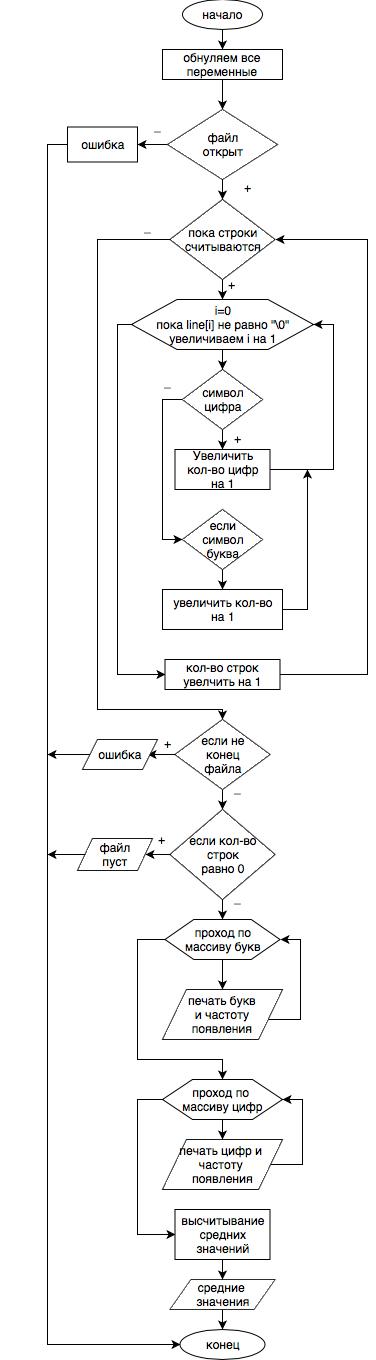 начало
обнуляем все
переменные
файл
открыт
–
ошибка
+
пока строки
считываются
–
+
i=0
пока line[i] не равно "\0"
увеличиваем i на 1
символ
цифра
–
+
Увеличить
кол-во цифр
на 1
если
символ
буква
увеличить кол-во
на 1
кол-во строк
увелчить на 1
если не
конец
файла
+
ошибка
–
если кол-во
строк
равно 0
+
файл
пуст
–
проход по
массиву букв
печать букв
и частоту
появления
проход по
массиву цифр
печать цифр и
частоту
появления
высчитывание
средних
значений
средние
значения
конец